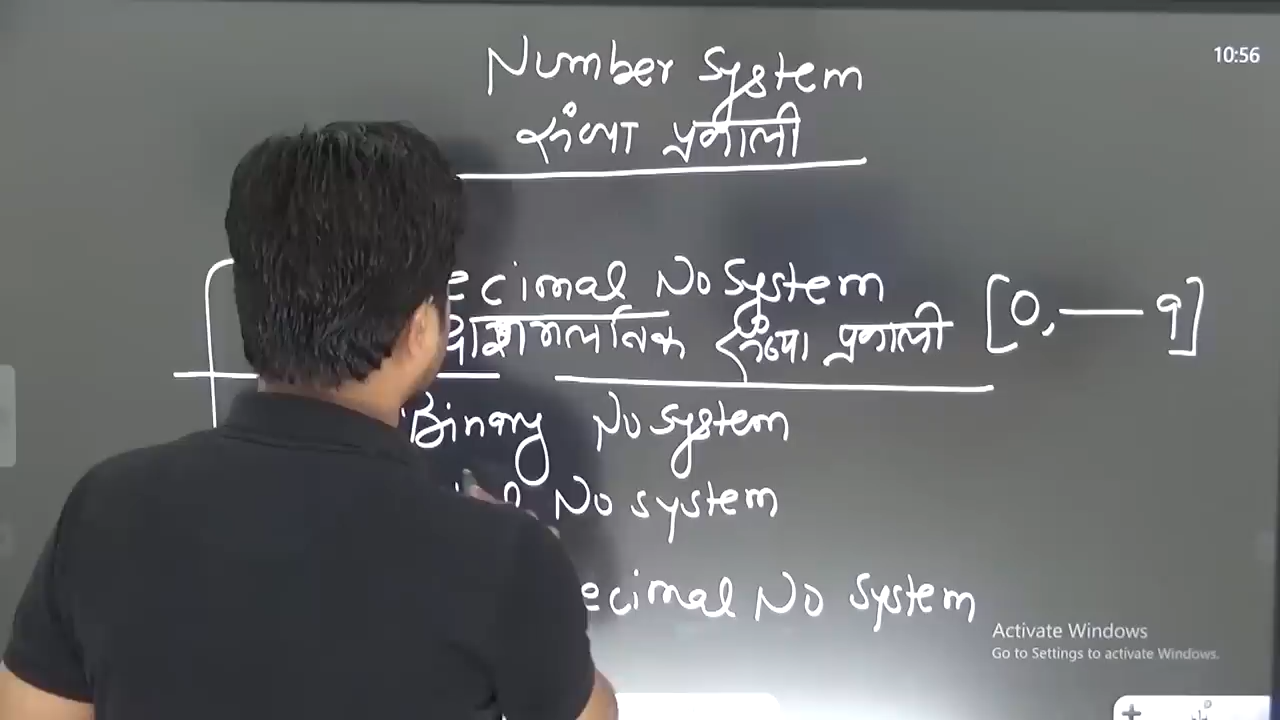 Number System
संख्या प्रणाली
10:56
ecimal No System [0, — 9]
संख्या प्रणाली
Binary No system
No system
ecimal No System
Activate Windows
Go to Settings to activate Windows.